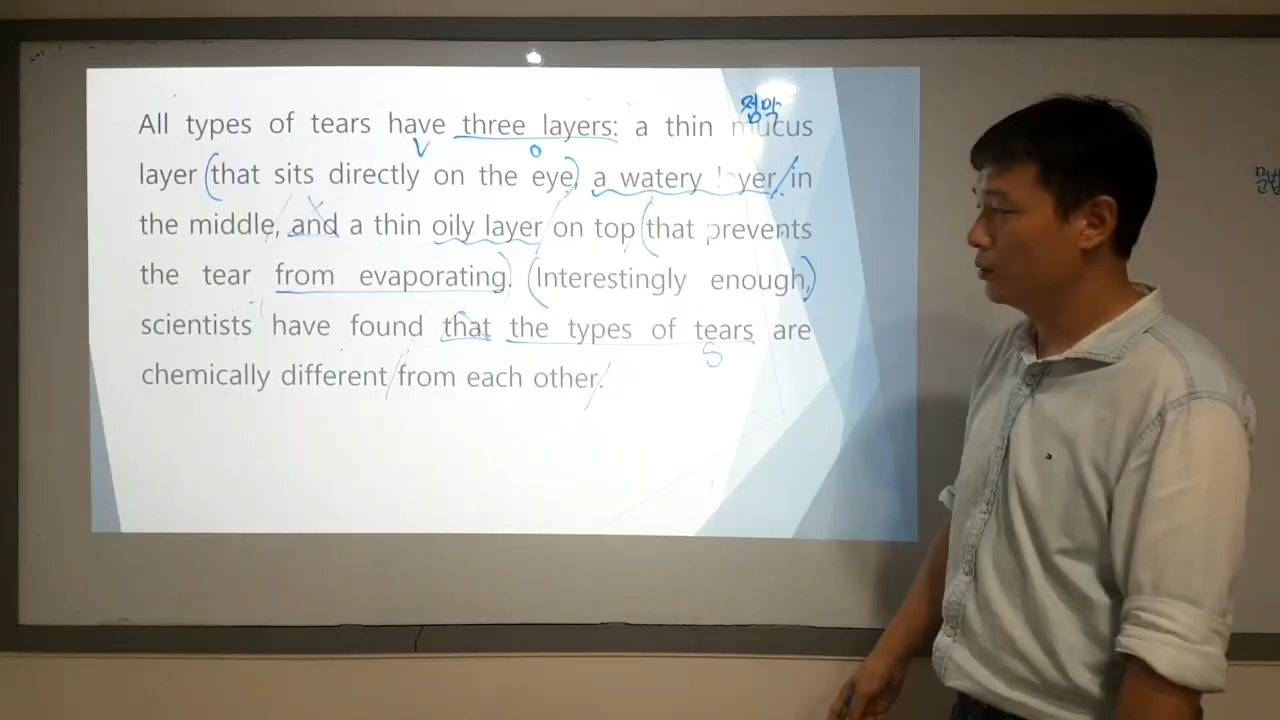 점막
All types of tears have three layers: a thin mucus
V O
layer (that sits directly on the eye), a watery layer/in
the middle, and a thin oily layer on top (that prevents
the tear from evaporating). (Interestingly enough,)
scientists have found that the types of tears are
S
chemically different/from each other./